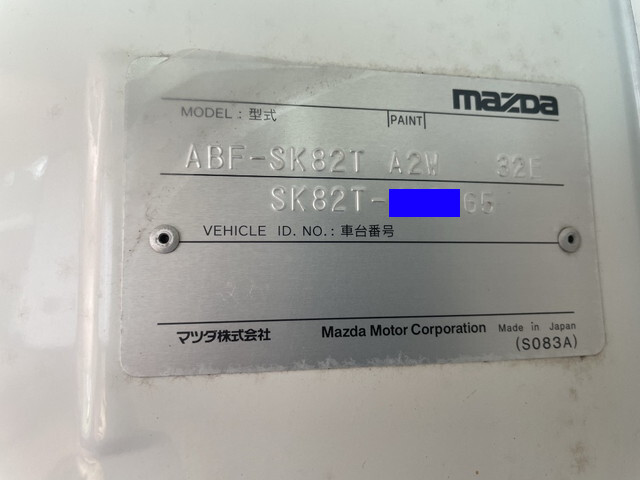 mazda
MODEL : 型式 PAINT
ABF-SK82T A2W 32E
SK82T- 65
VEHICLE ID. NO. : 車台番号
マツダ株式会社 Mazda Motor Corporation Made in Japan
(S083A)